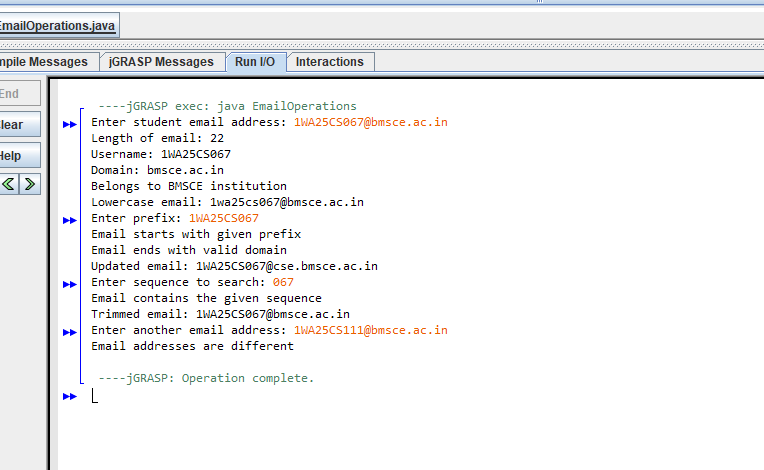 EmailOperations.java
mpile Messages jGRASP Messages Run I/O Interactions
End
Clear
Help
----jGRASP exec: java EmailOperations
Enter student email address: 1WA25CS067@bmsce.ac.in
Length of email: 22
Username: 1WA25CS067
Domain: bmsce.ac.in
Belongs to BMSCE institution
Lowercase email: 1wa25cs067@bmsce.ac.in
Enter prefix: 1WA25CS067
Email starts with given prefix
Email ends with valid domain
Updated email: 1WA25CS067@cse.bmsce.ac.in
Enter sequence to search: 067
Email contains the given sequence
Trimmed email: 1WA25CS067@bmsce.ac.in
Enter another email address: 1WA25CS111@bmsce.ac.in
Email addresses are different
----jGRASP: Operation complete.